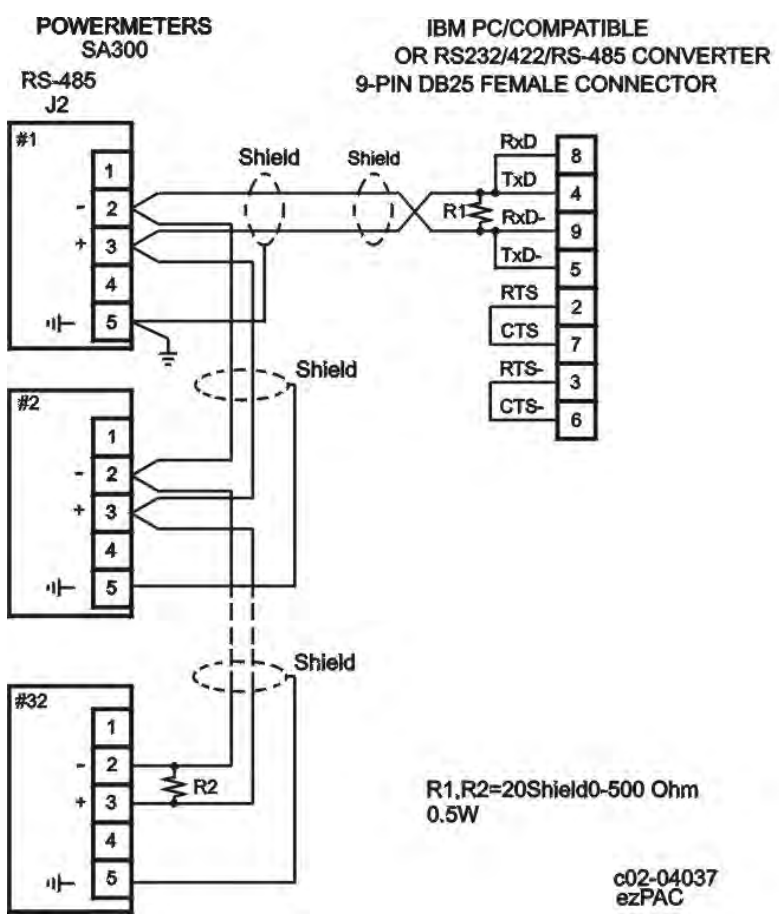 POWERMETERS
SA300
RS-485
J2
IBM PC/COMPATIBLE
OR RS232/422/RS-485 CONVERTER
9-PIN DB25 FEMALE CONNECTOR
#1
1
- 2
+ 3
4
5
Shield
Shield
R1
RxD 8
TxD 4
RxD- 9
TxD- 5
RTS 2
CTS 7
RTS- 3
CTS- 6
Shield
#2
1
- 2
+ 3
4
5
Shield
#32
1
- 2
+ 3
4
5
R2
R1,R2=20Shield0-500 Ohm
0.5W
c02-04037
ezPAC